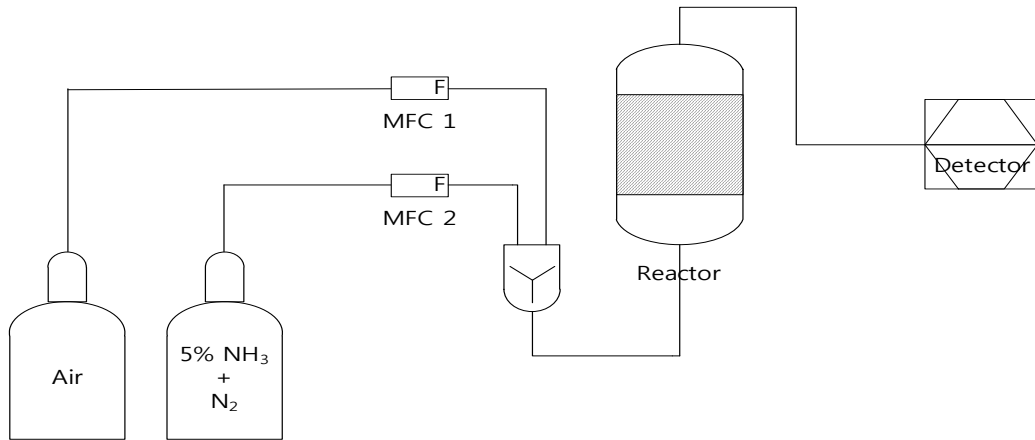 F
MFC 1
F
MFC 2
Detector
Reactor
Air
5% NH₃
+
N₂